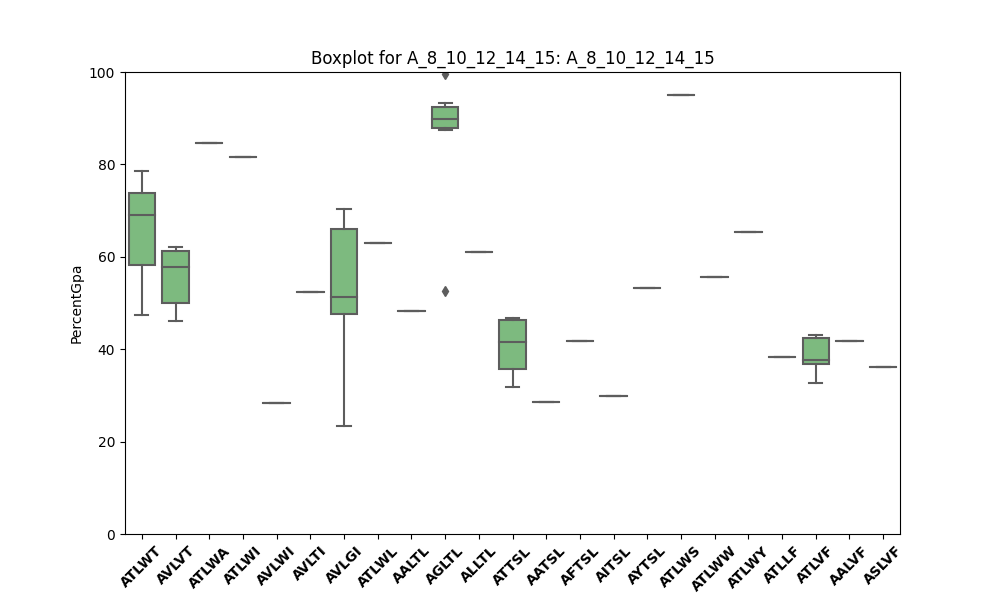 Boxplot for A_8_10_12_14_15: A_8_10_12_14_15
100
80
60
40
20
0
PercentGpa
ATLWT AVLVT ATLWA ATLWI AVLWI AVLTI AVLGI ATLWL AALTL AGLTL ALLTL ATTSL AATSL AFTSL AITSL AYTSL ATLWS ATLWW ATLWY ATLLF ATLVF AALVF ASLVF